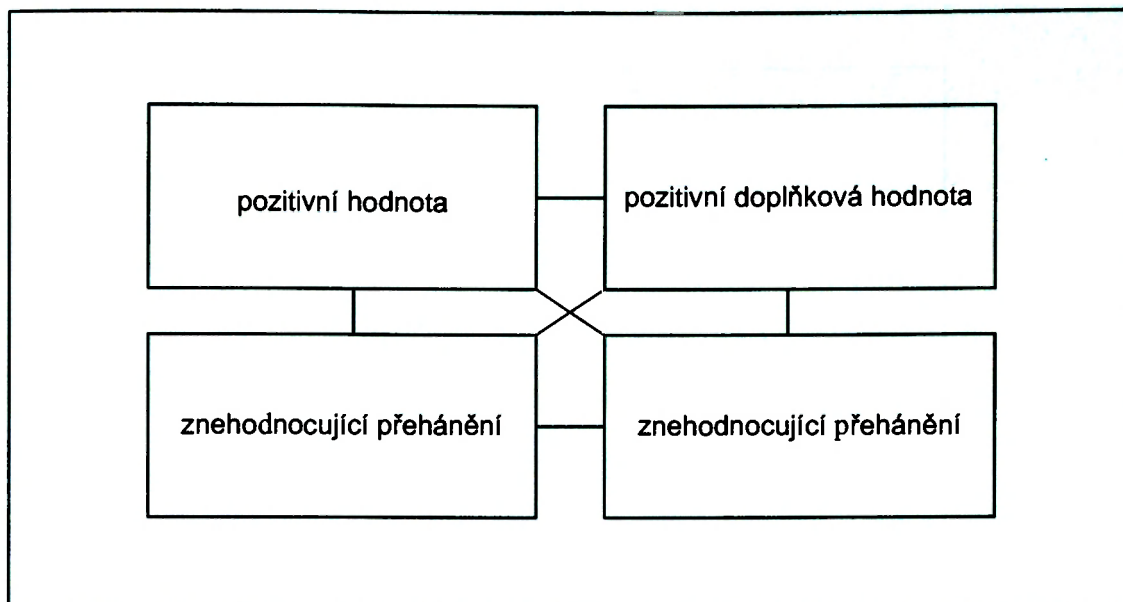 pozitivní hodnota
pozitivní doplňková hodnota
znehodnocující přehánění
znehodnocující přehánění